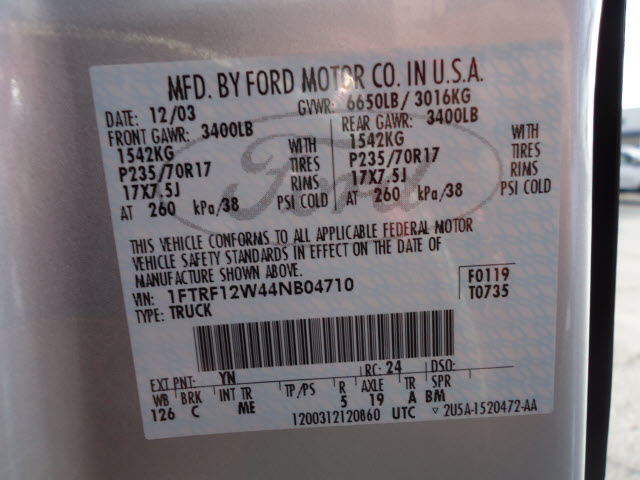 MFD. BY FORD MOTOR CO. IN U.S.A.
DATE: 12/03 GVWR: 6650LB/ 3016KG
FRONT GAWR: 3400LB REAR GAWR: 3400LB
1542KG WITH 1542KG WITH
P235/70R17 TIRES P235/70R17 TIRES
17X7.5J RIMS 17X7.5J RIMS
AT 260 kPa/38 PSI COLD AT 260 kPa/38 PSI COLD
Ford
THIS VEHICLE CONFORMS TO ALL APPLICABLE FEDERAL MOTOR
VEHICLE SAFETY STANDARDS IN EFFECT ON THE DATE OF
MANUFACTURE SHOWN ABOVE.
VIN: 1FTRF12W44NB04710 F0119
TYPE: TRUCK T0735
EXT PNT: YN RC: 24 DSO:
WB BRK INT TR TP/PS R AXLE TR SPR
126 C ME 5 19 A BM
1200312120860 UTC ▽ 2U5A-1520472-AA